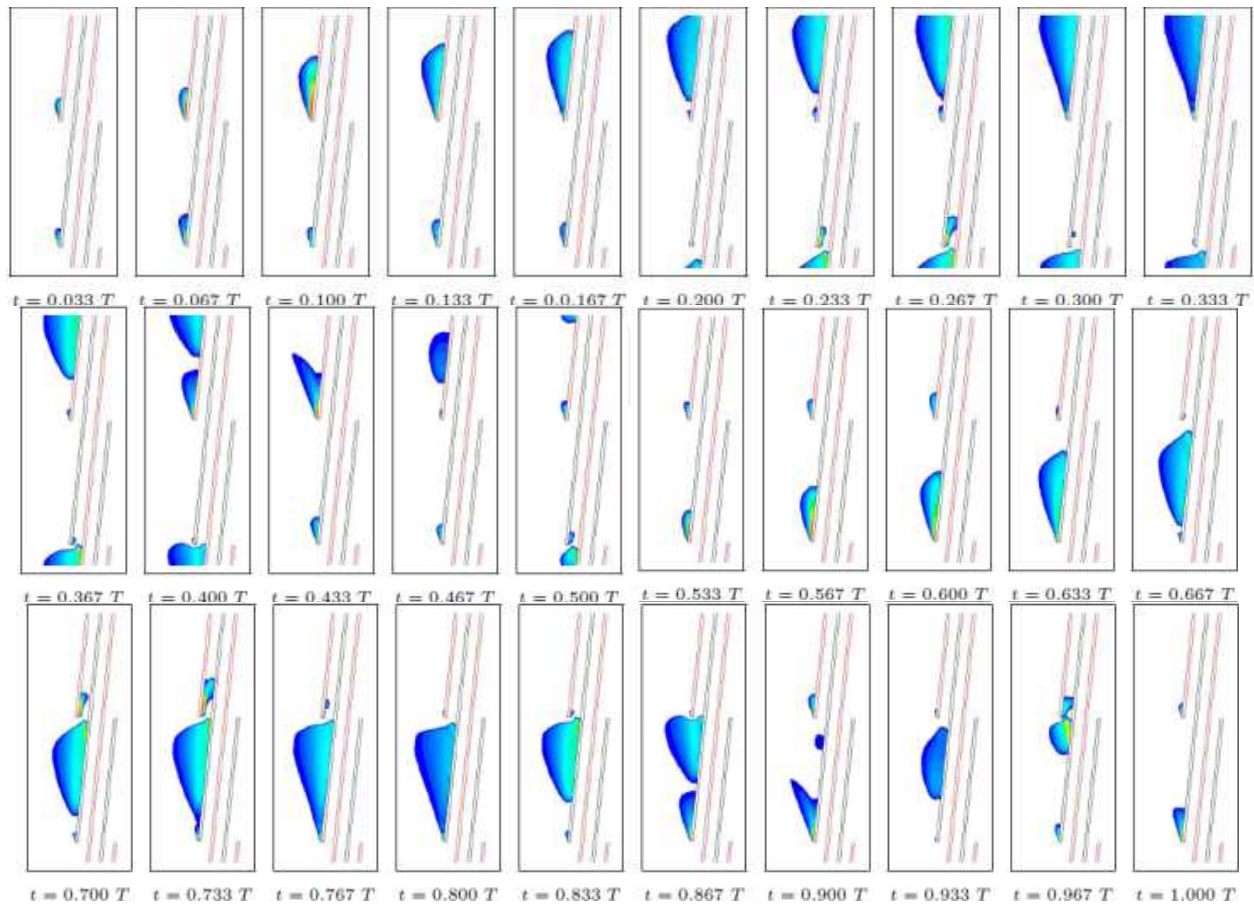 t = 0.033 T t = 0.067 T t = 0.100 T t = 0.133 T t = 0.0.167 T t = 0.200 T t = 0.233 T t = 0.267 T t = 0.300 T t = 0.333 T
t = 0.367 T t = 0.400 T t = 0.433 T t = 0.467 T t = 0.500 T t = 0.533 T t = 0.567 T t = 0.600 T t = 0.633 T t = 0.667 T
t = 0.700 T t = 0.733 T t = 0.767 T t = 0.800 T t = 0.833 T t = 0.867 T t = 0.900 T t = 0.933 T t = 0.967 T t = 1.000 T